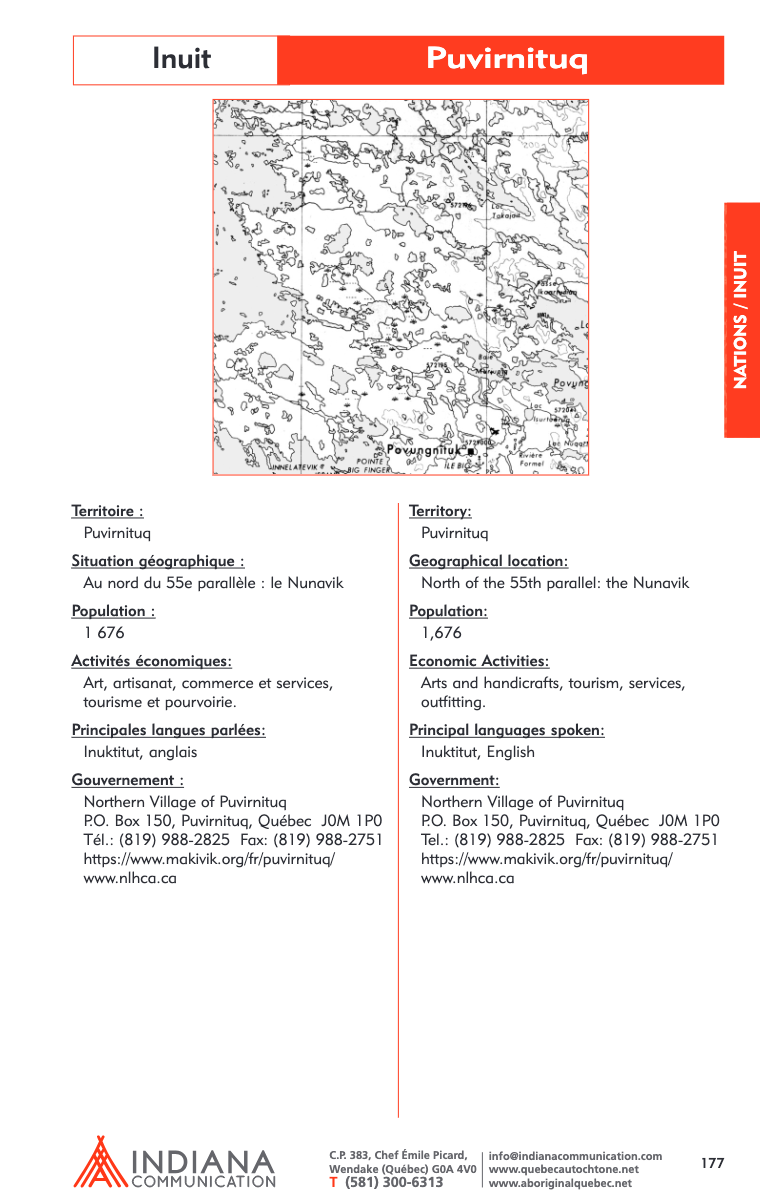 Inuit
Puvirnituq
NATIONS / INUIT
572196
Lac
Takajuk
Passe
572195
Baie
Povung
Lac
Povungnituk
INNELATEVIK
POINTE
BIG FINGER
Rivière
Formel
Territoire :
Puvirnituq
Situation géographique :
Au nord du 55e parallèle : le Nunavik
Population :
1 676
Activités économiques:
Art, artisanat, commerce et services,
tourisme et pourvoirie.
Principales langues parlées:
Inuktitut, anglais
Gouvernement :
Northern Village of Puvirnituq
P.O. Box 150, Puvirnituq, Québec  J0M 1P0
Tél.: (819) 988-2825  Fax: (819) 988-2751
https://www.makivik.org/fr/puvirnituq/
www.nlhca.ca
Territory:
Puvirnituq
Geographical location:
North of the 55th parallel: the Nunavik
Population:
1,676
Economic Activities:
Arts and handicrafts, tourism, services,
outfitting.
Principal languages spoken:
Inuktitut, English
Government:
Northern Village of Puvirnituq
P.O. Box 150, Puvirnituq, Québec  J0M 1P0
Tel.: (819) 988-2825  Fax: (819) 988-2751
https://www.makivik.org/fr/puvirnituq/
www.nlhca.ca
INDIANA
COMMUNICATION
C.P. 383, Chef Émile Picard,
Wendake (Québec) G0A 4V0
T (581) 300-6313
info@indianacommunication.com
www.quebecautochtone.net
www.aboriginalquebec.net
177